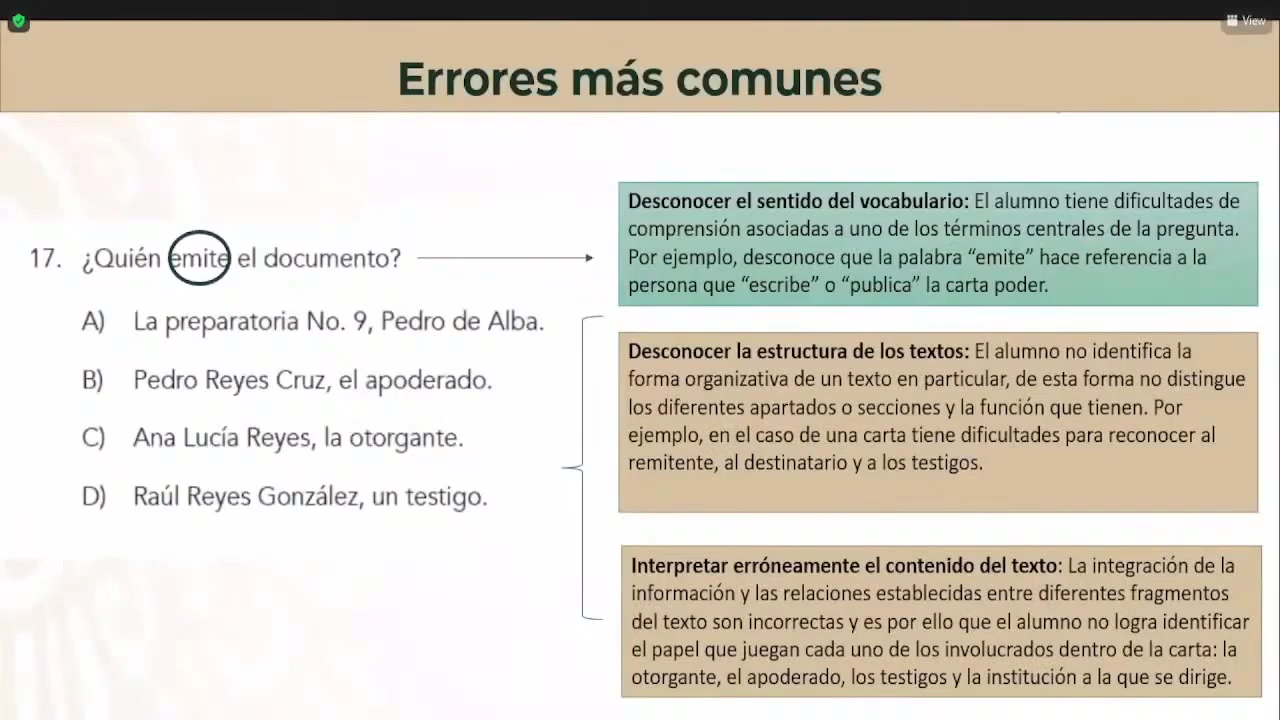 View
Errores más comunes
17. ¿Quién emite el documento?
A) La preparatoria No. 9, Pedro de Alba.
B) Pedro Reyes Cruz, el apoderado.
C) Ana Lucía Reyes, la otorgante.
D) Raúl Reyes González, un testigo.
Desconocer el sentido del vocabulario: El alumno tiene dificultades de
comprensión asociadas a uno de los términos centrales de la pregunta.
Por ejemplo, desconoce que la palabra “emite” hace referencia a la
persona que “escribe” o “publica” la carta poder.
Desconocer la estructura de los textos: El alumno no identifica la
forma organizativa de un texto en particular, de esta forma no distingue
los diferentes apartados o secciones y la función que tienen. Por
ejemplo, en el caso de una carta tiene dificultades para reconocer al
remitente, al destinatario y a los testigos.
Interpretar erróneamente el contenido del texto: La integración de la
información y las relaciones establecidas entre diferentes fragmentos
del texto son incorrectas y es por ello que el alumno no logra identificar
el papel que juegan cada uno de los involucrados dentro de la carta: la
otorgante, el apoderado, los testigos y la institución a la que se dirige.